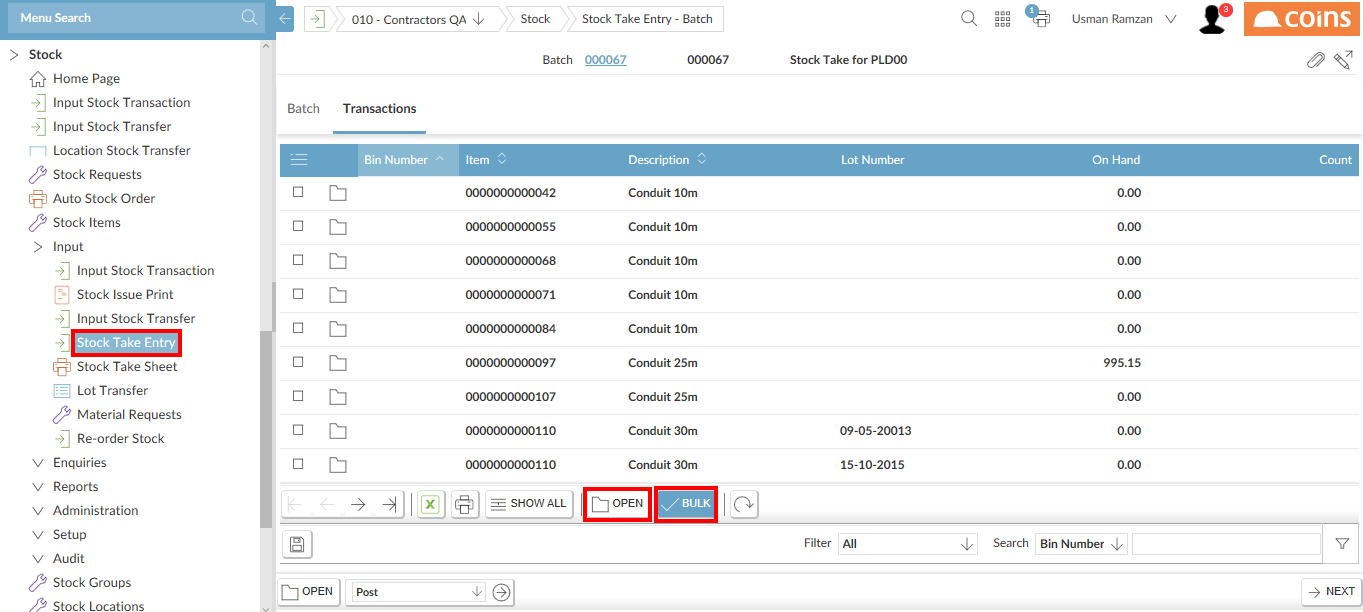 Menu Search
010 - Contractors QA
Stock
Stock Take Entry - Batch
1
Usman Ramzan
3
coins
Stock
Home Page
Input Stock Transaction
Input Stock Transfer
Location Stock Transfer
Stock Requests
Auto Stock Order
Stock Items
Input
Input Stock Transaction
Stock Issue Print
Input Stock Transfer
Stock Take Entry
Stock Take Sheet
Lot Transfer
Material Requests
Re-order Stock
Enquiries
Reports
Administration
Setup
Audit
Stock Groups
Stock Locations
Batch 000067 000067 Stock Take for PLD00
Batch Transactions
Bin Number Item Description Lot Number On Hand Count
0000000000042 Conduit 10m 0.00
0000000000055 Conduit 10m 0.00
0000000000068 Conduit 10m 0.00
0000000000071 Conduit 10m 0.00
0000000000084 Conduit 10m 0.00
0000000000097 Conduit 25m 995.15
0000000000107 Conduit 25m 0.00
0000000000110 Conduit 30m 09-05-20013 0.00
0000000000110 Conduit 30m 15-10-2015 0.00
X SHOW ALL OPEN BULK
Filter All Search Bin Number
OPEN Post NEXT